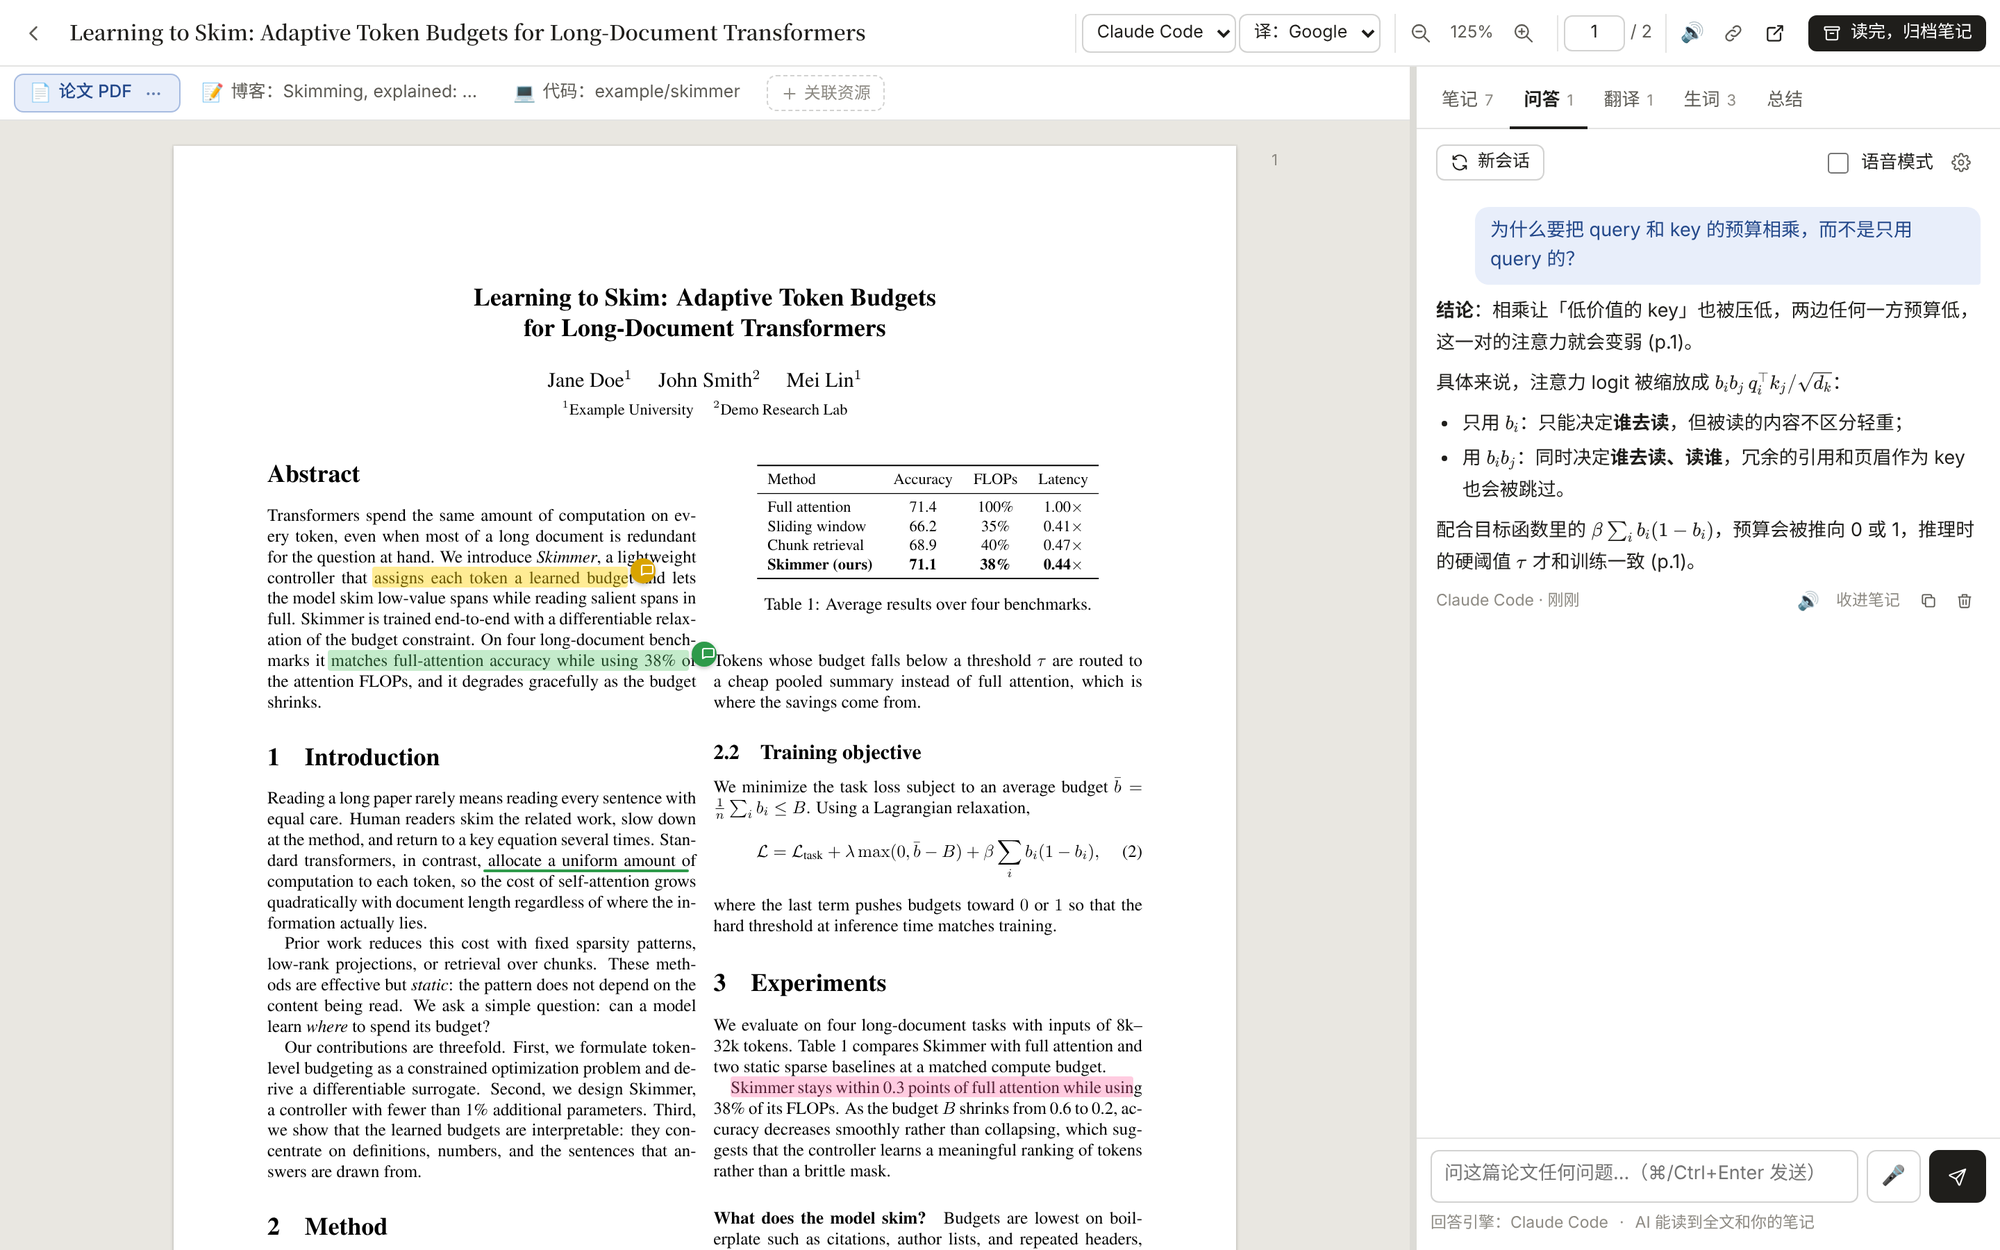 Learning to Skim: Adaptive Token Budgets for Long-Document Transformers
Claude Code
译：Google
125%
1 / 2
读完，归档笔记
论文 PDF ...
博客：Skimming, explained: ...
代码：example/skimmer
+ 关联资源
1
Learning to Skim: Adaptive Token Budgets
for Long-Document Transformers
Jane Doe¹ John Smith² Mei Lin¹
¹Example University ²Demo Research Lab
Abstract
Transformers spend the same amount of computation on ev-
ery token, even when most of a long document is redundant
for the question at hand. We introduce Skimmer, a lightweight
controller that assigns each token a learned budget and lets
the model skim low-value spans while reading salient spans in
full. Skimmer is trained end-to-end with a differentiable relax-
ation of the budget constraint. On four long-document bench-
marks it matches full-attention accuracy while using 38% of
the attention FLOPs, and it degrades gracefully as the budget
shrinks.
1 Introduction
Reading a long paper rarely means reading every sentence with
equal care. Human readers skim the related work, slow down
at the method, and return to a key equation several times. Stan-
dard transformers, in contrast, allocate a uniform amount of
computation to each token, so the cost of self-attention grows
quadratically with document length regardless of where the in-
formation actually lies.
Prior work reduces this cost with fixed sparsity patterns,
low-rank projections, or retrieval over chunks. These meth-
ods are effective but static: the pattern does not depend on the
content being read. We ask a simple question: can a model
learn where to spend its budget?
Our contributions are threefold. First, we formulate token-
level budgeting as a constrained optimization problem and de-
rive a differentiable surrogate. Second, we design Skimmer,
a controller with fewer than 1% additional parameters. Third,
we show that the learned budgets are interpretable: they con-
centrate on definitions, numbers, and the sentences that an-
swers are drawn from.
2 Method
Method Accuracy FLOPs Latency
Full attention 71.4 100% 1.00×
Sliding window 66.2 35% 0.41×
Chunk retrieval 68.9 40% 0.47×
Skimmer (ours) 71.1 38% 0.44×
Table 1: Average results over four benchmarks.
Tokens whose budget falls below a threshold τ are routed to
a cheap pooled summary instead of full attention, which is
where the savings come from.
2.2 Training objective
We minimize the task loss subject to an average budget b̄ =
1/n ∑ᵢ bᵢ ≤ B. Using a Lagrangian relaxation,
ℒ = ℒtask + λ max(0, b̄ − B) + β ∑ᵢ bᵢ(1 − bᵢ), (2)
where the last term pushes budgets toward 0 or 1 so that the
hard threshold at inference time matches training.
3 Experiments
We evaluate on four long-document tasks with inputs of 8k–
32k tokens. Table 1 compares Skimmer with full attention and
two static sparse baselines at a matched compute budget.
Skimmer stays within 0.3 points of full attention while using
38% of its FLOPs. As the budget B shrinks from 0.6 to 0.2, ac-
curacy decreases smoothly rather than collapsing, which sug-
gests that the controller learns a meaningful ranking of tokens
rather than a brittle mask.
What does the model skim? Budgets are lowest on boil-
erplate such as citations, author lists, and repeated headers,
笔记 7
问答 1
翻译 1
生词 3
总结
新会话
语音模式
为什么要把 query 和 key 的预算相乘，而不是只用
query 的？
结论：相乘让「低价值的 key」也被压低，两边任何一方预算低，
这一对的注意力就会变弱 (p.1)。
具体来说，注意力 logit 被缩放成 bᵢbⱼ qᵢ⊤kⱼ/√dₖ：
• 只用 bᵢ：只能决定谁去读，但被读的内容不区分轻重；
• 用 bᵢbⱼ：同时决定谁去读、读谁，冗余的引用和页眉作为 key
也会被跳过。
配合目标函数里的 β ∑ᵢ bᵢ(1 − bᵢ)，预算会被推向 0 或 1，推理时
的硬阈值 τ 才和训练一致 (p.1)。
Claude Code · 刚刚
收进笔记
问这篇论文任何问题...（⌘/Ctrl+Enter 发送）
回答引擎：Claude Code · AI 能读到全文和你的笔记